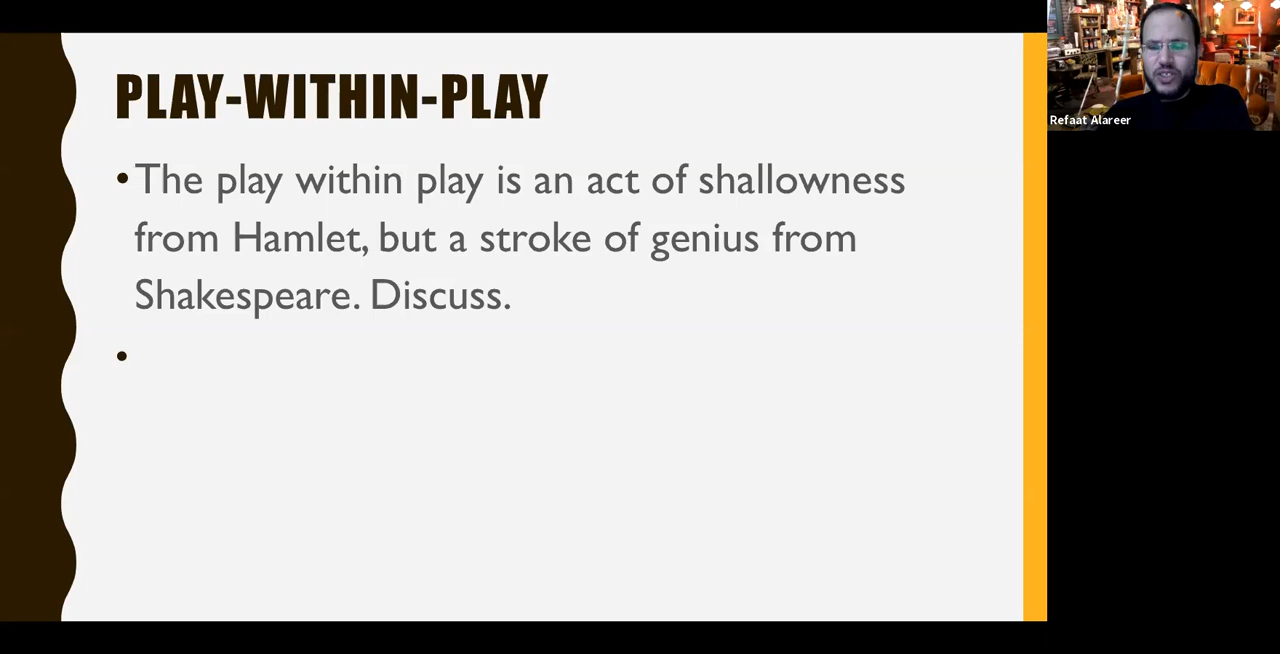 PLAY-WITHIN-PLAY
•The play within play is an act of shallowness
from Hamlet, but a stroke of genius from
Shakespeare. Discuss.
•
Refaat Alareer